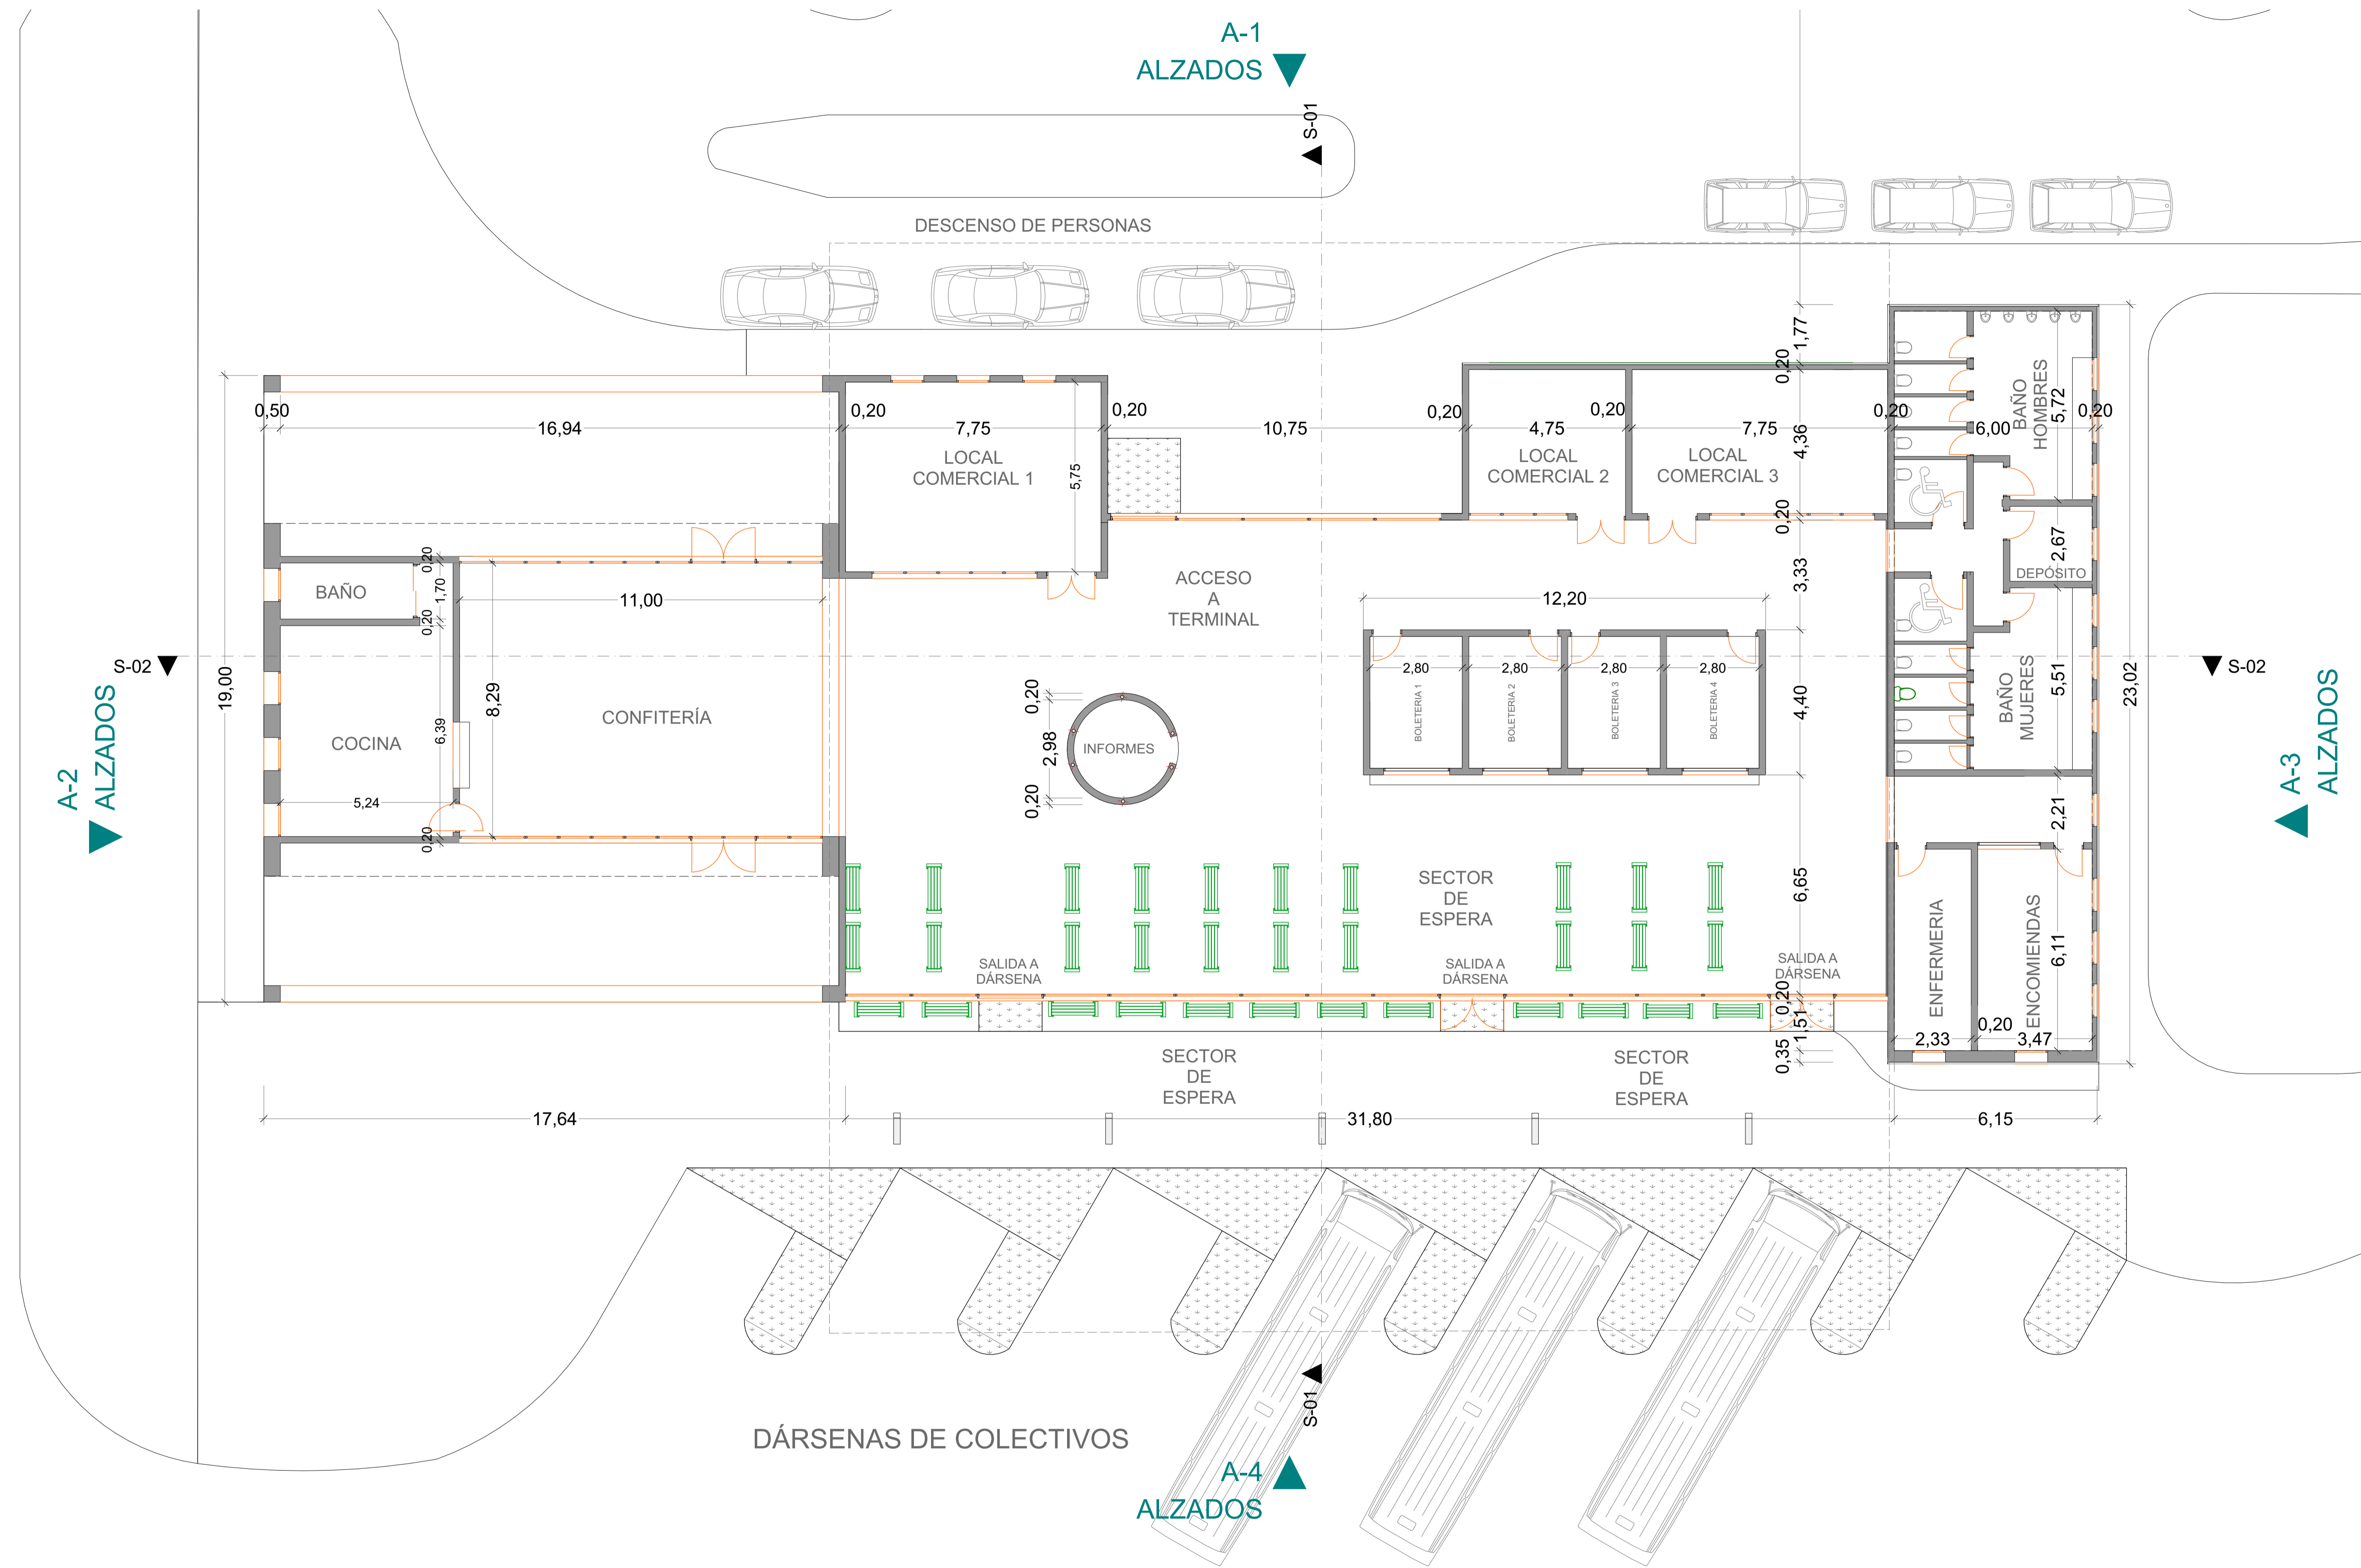 A-1
ALZADOS
S-01
DESCENSO DE PERSONAS
1,77
0,20
0,50
16,94
0,20
7,75
0,20
10,75
0,20
4,75
0,20
7,75
0,20
6,00
0,20
LOCAL
COMERCIAL 1
5,75
LOCAL
COMERCIAL 2
LOCAL
COMERCIAL 3
4,36
0,20
BAÑO
HOMBRES
5,72
2,67
DEPÓSITO
3,33
0,20
1,70
0,20
BAÑO
11,00
ACCESO
A
TERMINAL
12,20
S-02
A-2
ALZADOS
19,00
COCINA
6,39
5,24
0,20
8,29
CONFITERÍA
0,20
2,98
0,20
INFORMES
2,80
2,80
2,80
2,80
BOLETERIA 1
BOLETERIA 2
BOLETERIA 3
BOLETERIA 4
4,40
BAÑO
MUJERES
5,51
23,02
S-02
A-3
ALZADOS
2,21
6,65
SECTOR
DE
ESPERA
SALIDA A
DÁRSENA
SALIDA A
DÁRSENA
SALIDA A
DÁRSENA
0,20
1,51
0,35
ENFERMERIA
ENCOMIENDAS
6,11
2,33
0,20
3,47
SECTOR
DE
ESPERA
SECTOR
DE
ESPERA
17,64
31,80
6,15
S-01
DÁRSENAS DE COLECTIVOS
A-4
ALZADOS